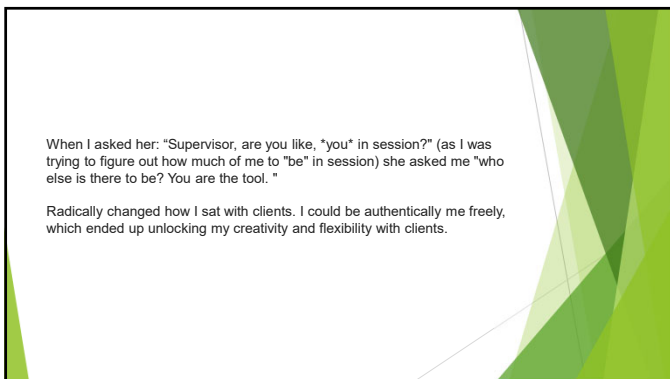 When I asked her: “Supervisor, are you like, *you* in session?" (as I was
trying to figure out how much of me to "be" in session) she asked me "who
else is there to be? You are the tool. "
Radically changed how I sat with clients. I could be authentically me freely,
which ended up unlocking my creativity and flexibility with clients.